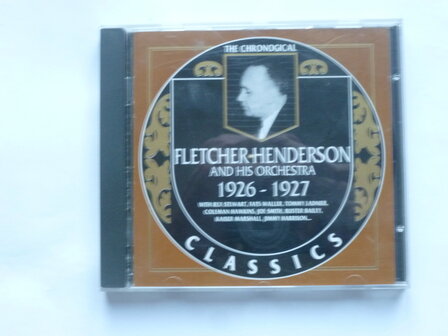 THE CHRONOGICAL
FLETCHER-HENDERSON
AND HIS ORCHESTRA
1926 - 1927
WITH REX STEWART, FATS WALLER, TOMMY LADNIER,
COLEMAN HAWKINS, JOE SMITH, BUSTER BAILEY,
KAISER MARSHALL, JIMMY HARRISON...
CLASSICS